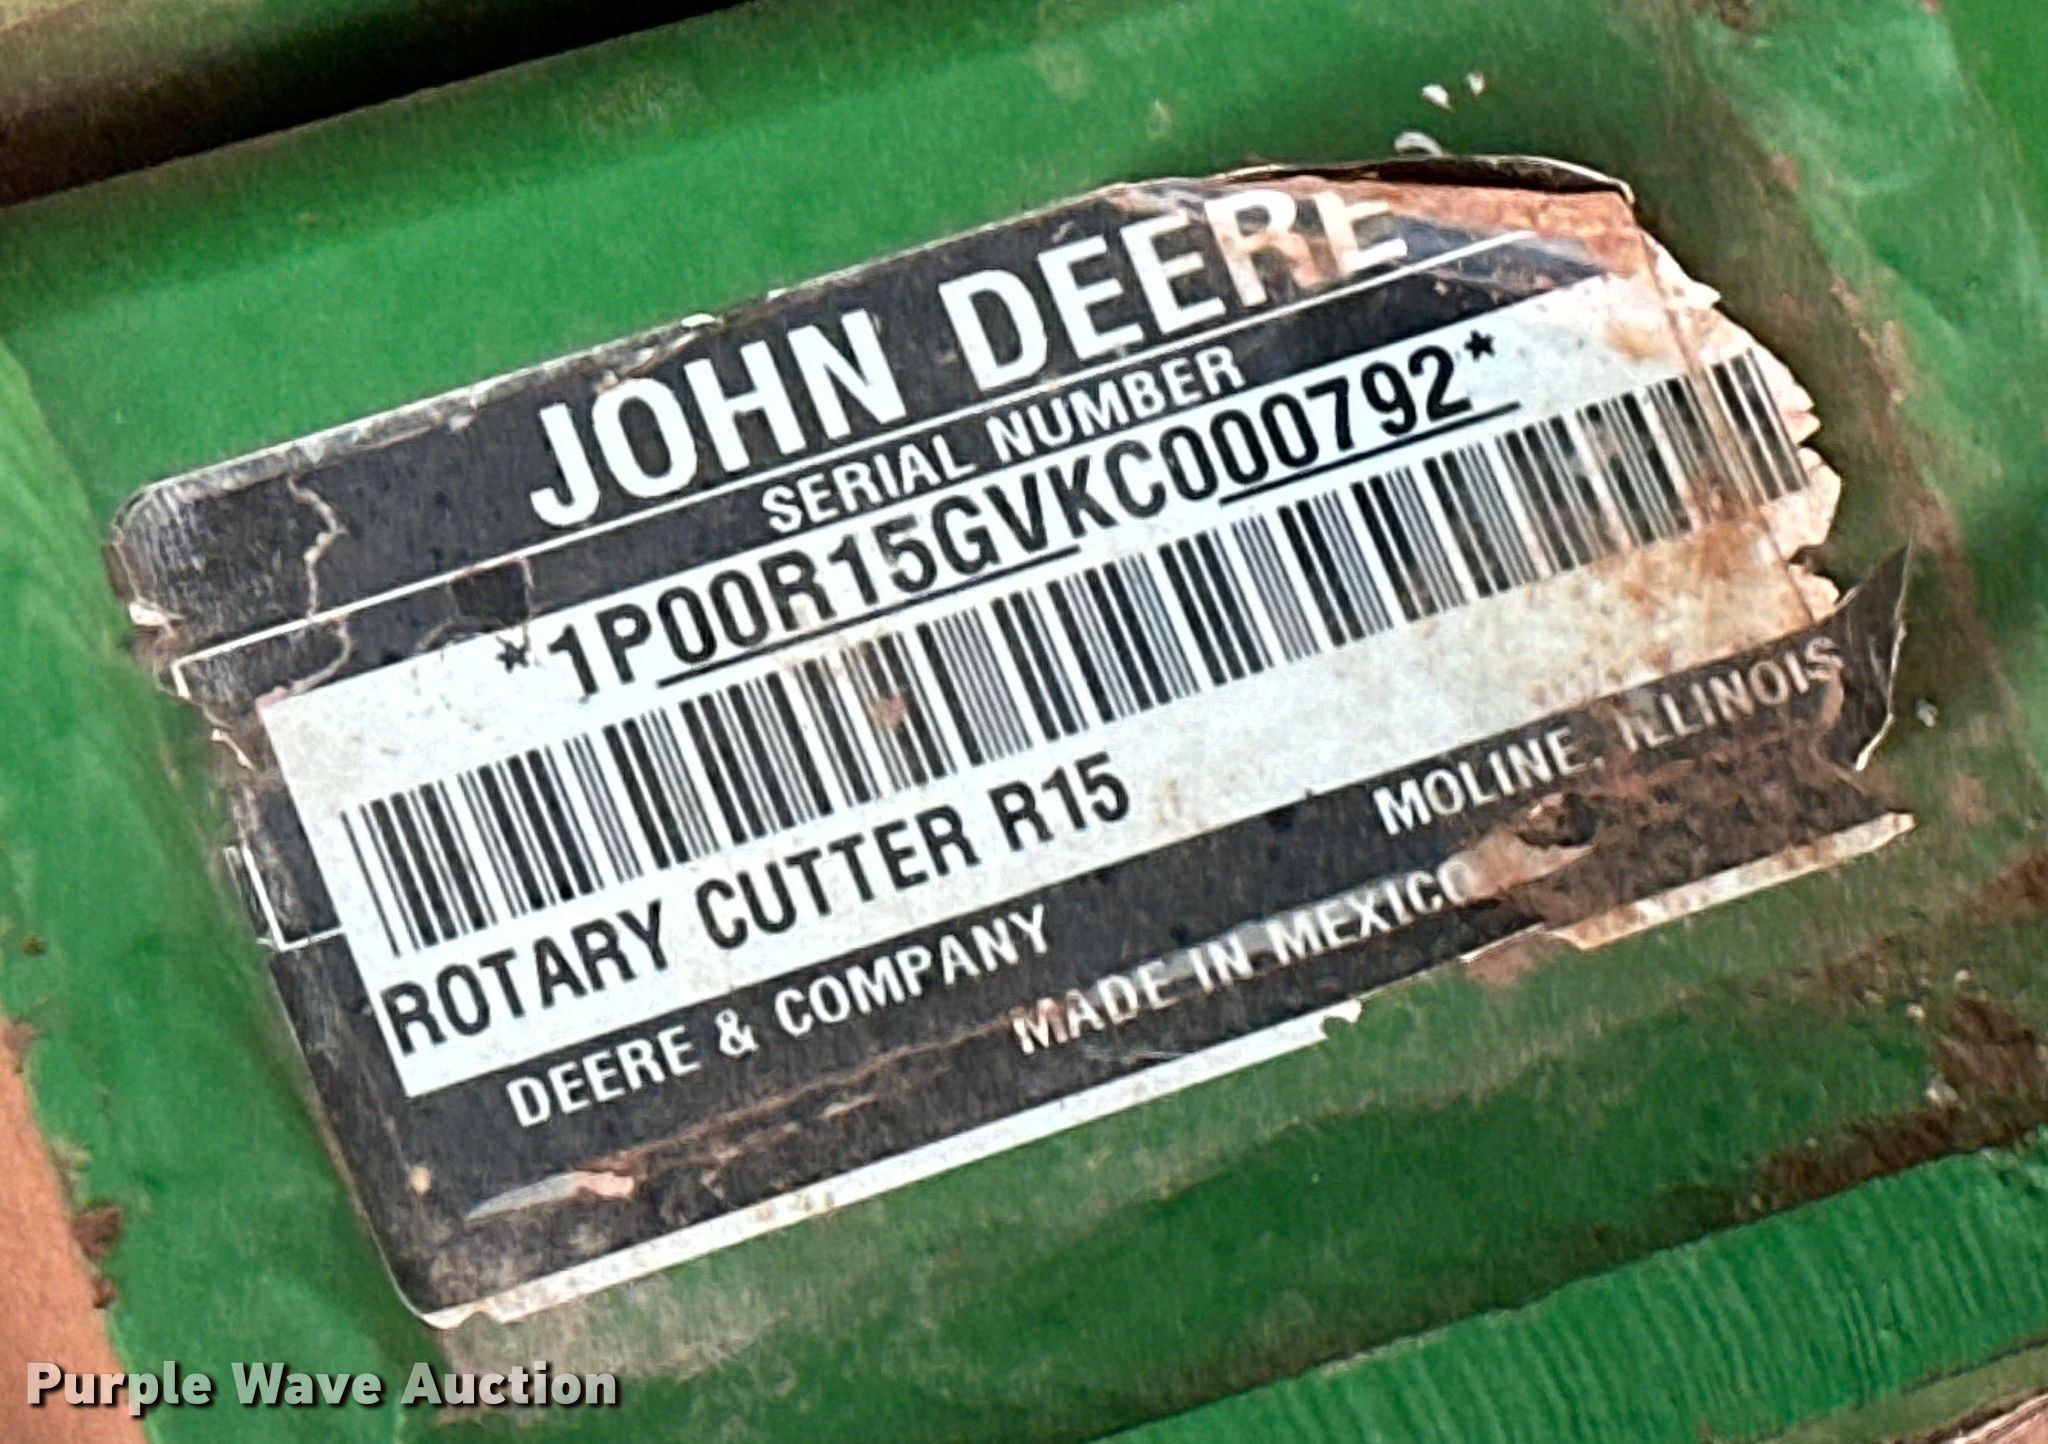 JOHN DEERE
SERIAL NUMBER
*1P00R15GVKC000792*
ROTARY CUTTER R15
DEERE & COMPANY MOLINE, ILLINOIS
MADE IN MEXICO
Purple Wave Auction